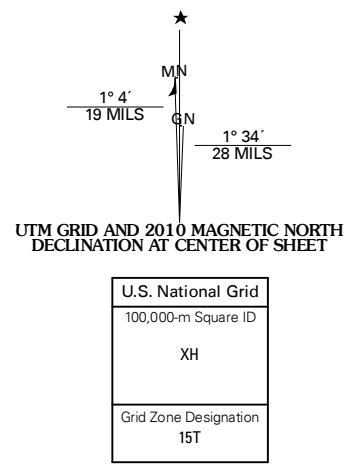 MN
1° 4´
19 MILS
GN
1° 34´
28 MILS
UTM GRID AND 2010 MAGNETIC NORTH
DECLINATION AT CENTER OF SHEET
U.S. National Grid
100,000-m Square ID
XH
Grid Zone Designation
15T